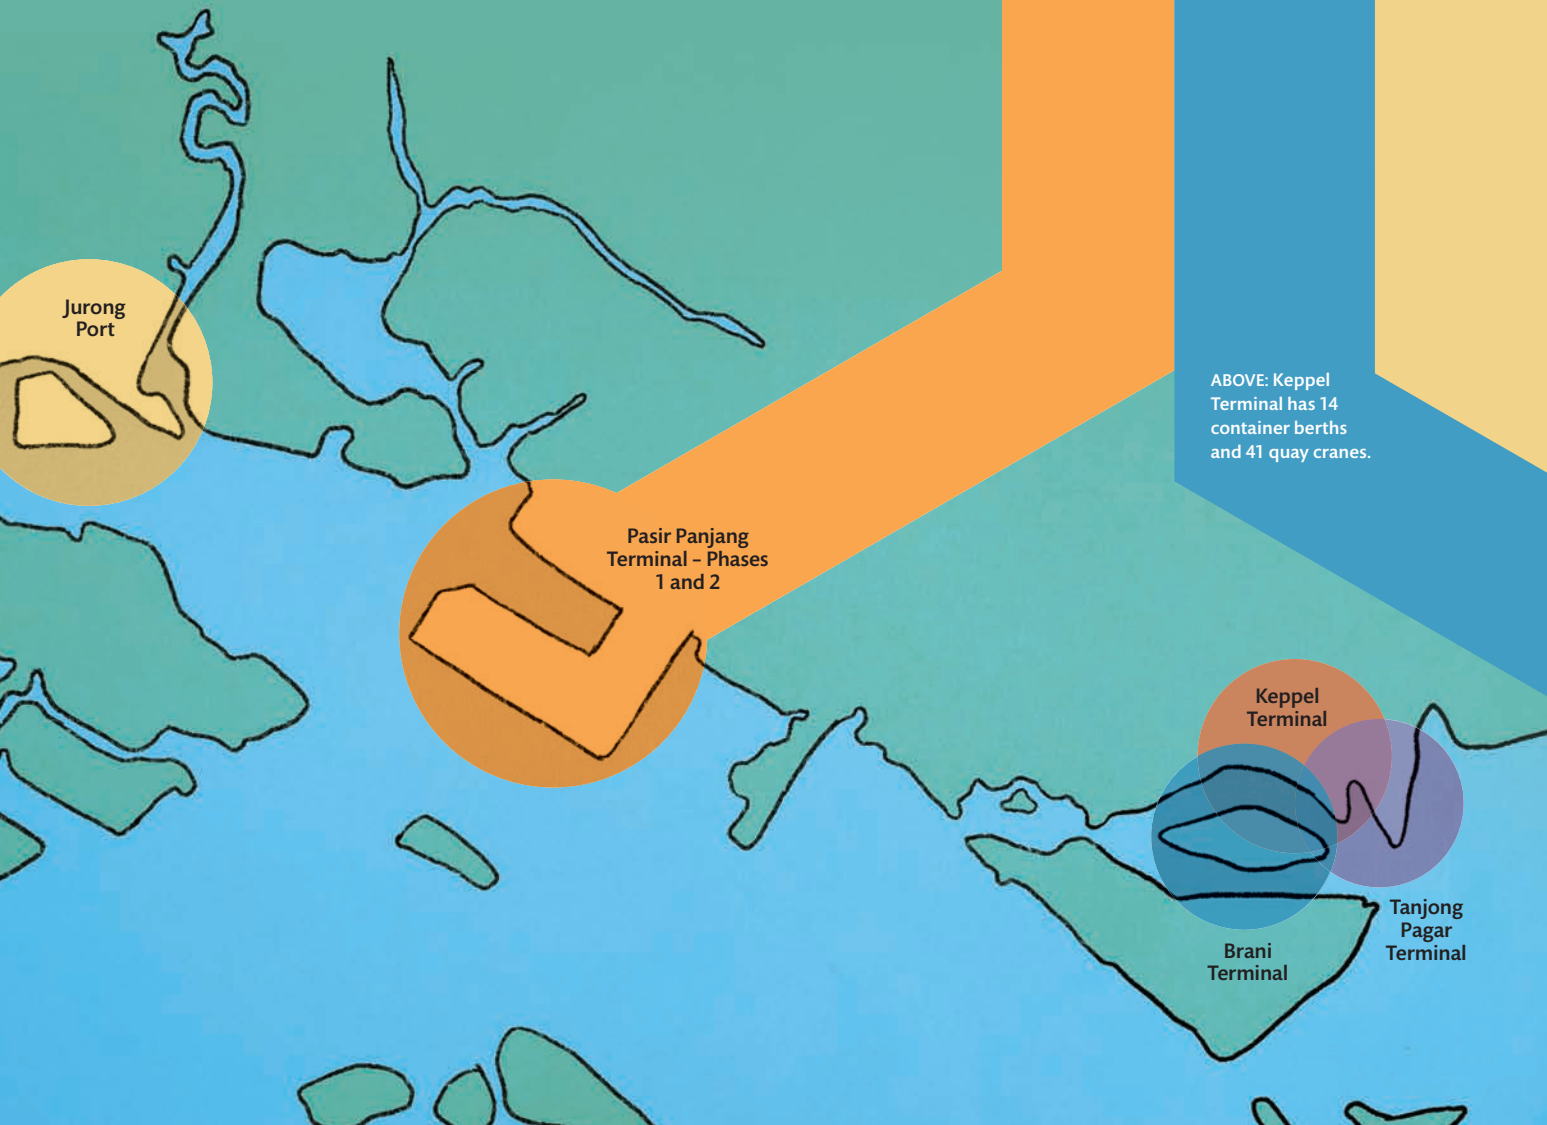 Jurong
Port
ABOVE: Keppel
Terminal has 14
container berths
and 41 quay cranes.
Pasir Panjang
Terminal – Phases
1 and 2
Keppel
Terminal
Tanjong
Pagar
Terminal
Brani
Terminal